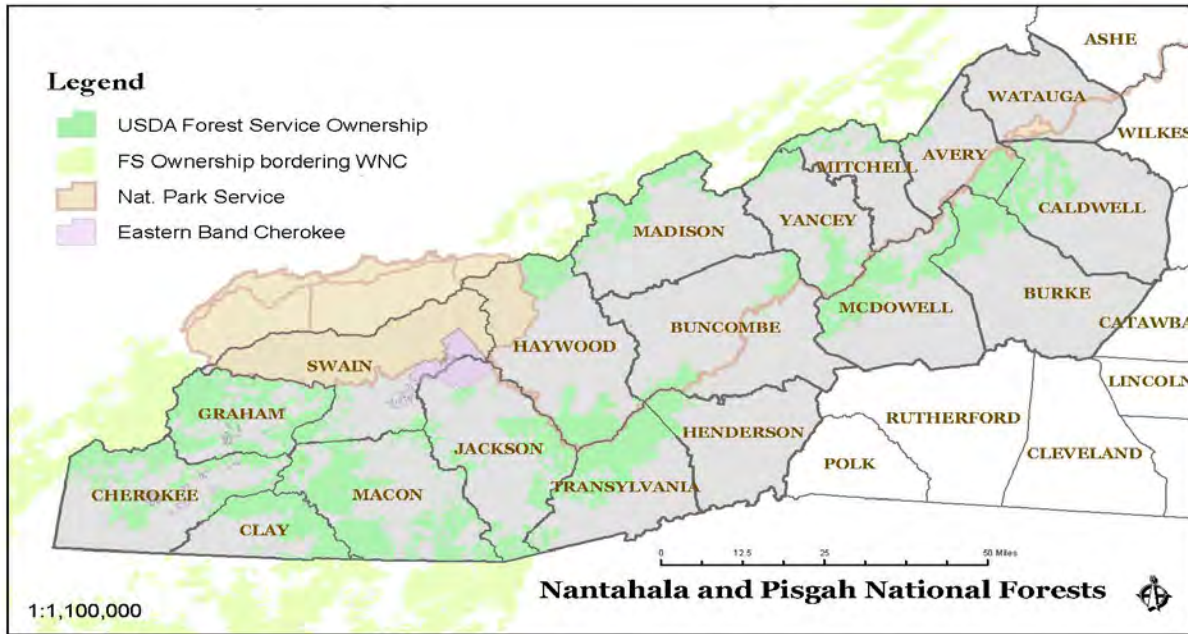 Legend
USDA Forest Service Ownership
FS Ownership bordering WNC
Nat. Park Service
Eastern Band Cherokee
ASHE
WATAUGA
WILKES
AVERY
MITCHELL
CALDWELL
YANCEY
MADISON
BURKE
MCDOWELL
CATAWBA
BUNCOMBE
HAYWOOD
SWAIN
LINCOLN
GRAHAM
RUTHERFORD
HENDERSON
JACKSON
CLEVELAND
POLK
TRANSYLVANIA
MACON
CHEROKEE
CLAY
0 12.5 25 50 Miles
Nantahala and Pisgah National Forests
1:1,100,000